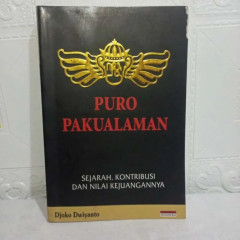 PURO
PAKUALAMAN
SEJARAH, KONTRIBUSI
DAN NILAI KEJUANGANNYA
Djoko Dwiyanto